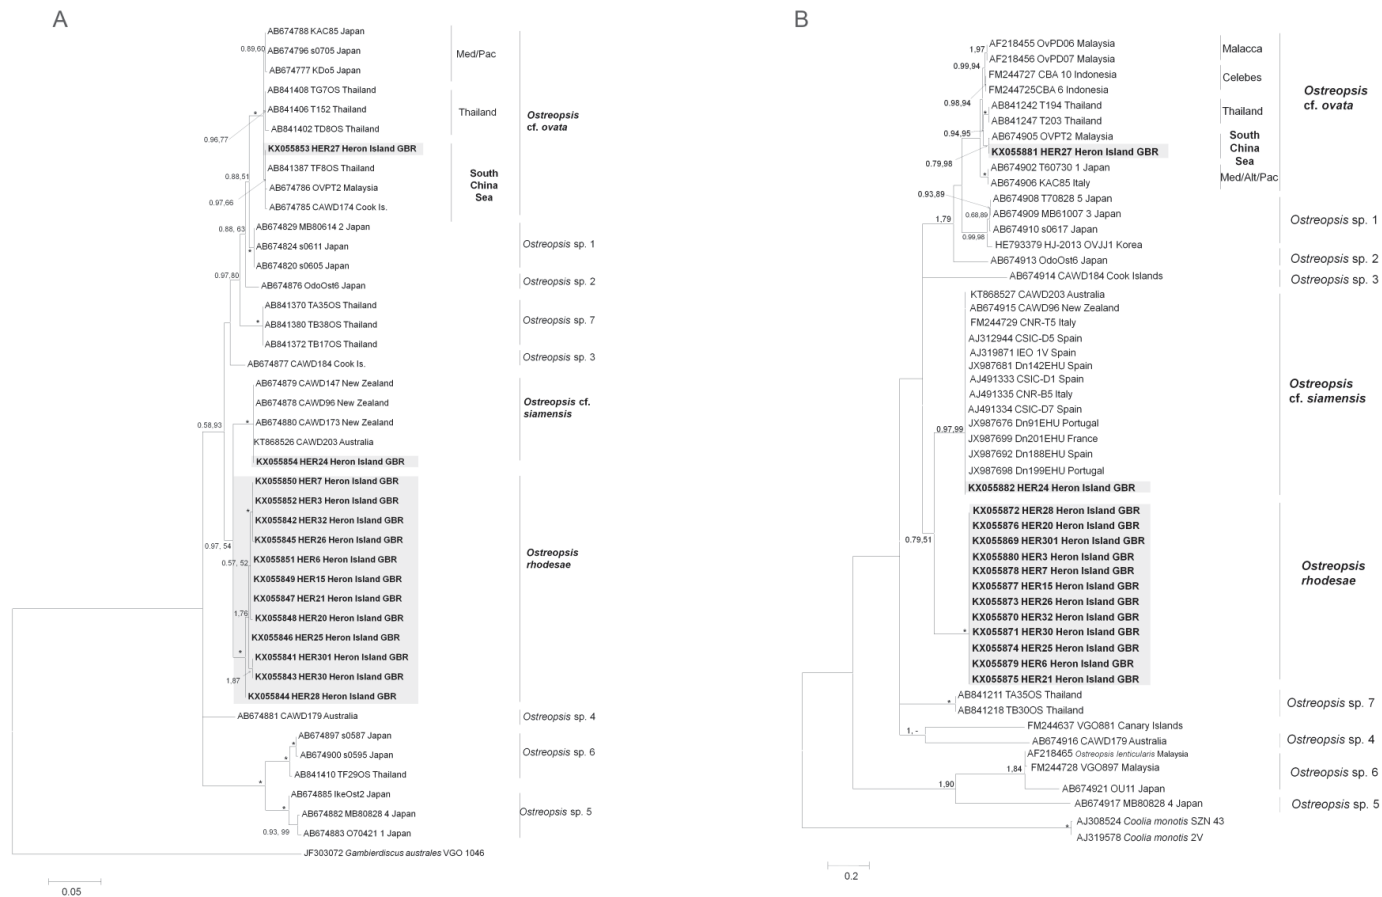 A
AB674788 KAC85 Japan
0.89,60
AB674796 s0705 Japan
Med/Pac
AB674777 KDo5 Japan
AB841408 TG7OS Thailand
*
AB841406 T152 Thailand
Thailand
Ostreopsis
cf. ovata
AB841402 TD8OS Thailand
0.96,77
KX055853 HER27 Heron Island GBR
AB841387 TF8OS Thailand
South
China
Sea
0.88,51
AB674786 OVPT2 Malaysia
0.97,66
AB674785 CAWD174 Cook Is.
0.88, 63
AB674829 MB80614 2 Japan
*
AB674824 s0611 Japan
Ostreopsis sp. 1
AB674820 s0605 Japan
0.97,80
AB674876 OdoOst6 Japan
Ostreopsis sp. 2
AB841370 TA35OS Thailand
*
AB841380 TB38OS Thailand
Ostreopsis sp. 7
AB841372 TB17OS Thailand
AB674877 CAWD184 Cook Is.
Ostreopsis sp. 3
AB674879 CAWD147 New Zealand
AB674878 CAWD96 New Zealand
Ostreopsis cf.
siamensis
0.58,93
*
AB674880 CAWD173 New Zealand
KT868526 CAWD203 Australia
KX055854 HER24 Heron Island GBR
KX055850 HER7 Heron Island GBR
KX055852 HER3 Heron Island GBR
*
KX055842 HER32 Heron Island GBR
KX055845 HER26 Heron Island GBR
0.97, 54
0.57, 52
KX055851 HER6 Heron Island GBR
Ostreopsis
rhodesae
KX055849 HER15 Heron Island GBR
KX055847 HER21 Heron Island GBR
1,76
KX055848 HER20 Heron Island GBR
KX055846 HER25 Heron Island GBR
*
KX055841 HER301 Heron Island GBR
1,87
KX055843 HER30 Heron Island GBR
KX055844 HER28 Heron Island GBR
AB674881 CAWD179 Australia
Ostreopsis sp. 4
AB674897 s0587 Japan
*
AB674900 s0595 Japan
Ostreopsis sp. 6
AB841410 TF29OS Thailand
*
AB674885 IkeOst2 Japan
*
AB674882 MB80828 4 Japan
Ostreopsis sp. 5
0.93, 99
AB674883 O70421 1 Japan
JF303072 Gambierdiscus australes VGO 1046
0.05
B
AF218455 OvPD06 Malaysia
1,97
Malacca
AF218456 OvPD07 Malaysia
0.99,94
FM244727 CBA 10 Indonesia
Celebes
FM244725CBA 6 Indonesia
Ostreopsis
cf. ovata
0.98,94
AB841242 T194 Thailand
*
Thailand
AB841247 T203 Thailand
0.94,95
AB674905 OVPT2 Malaysia
South
China
Sea
KX055881 HER27 Heron Island GBR
0.79,98
AB674902 T60730 1 Japan
*
Med/Alt/Pac
AB674906 KAC85 Italy
0.93,89
AB674908 T70828 5 Japan
0.68,89
AB674909 MB61007 3 Japan
1,79
Ostreopsis sp. 1
AB674910 s0617 Japan
0.99,98
HE793379 HJ-2013 OVJJ1 Korea
AB674913 OdoOst6 Japan
Ostreopsis sp. 2
AB674914 CAWD184 Cook Islands
Ostreopsis sp. 3
KT868527 CAWD203 Australia
AB674915 CAWD96 New Zealand
FM244729 CNR-T5 Italy
AJ312944 CSIC-D5 Spain
AJ319871 IEO 1V Spain
JX987681 Dn142EHU Spain
AJ491333 CSIC-D1 Spain
Ostreopsis
cf. siamensis
AJ491335 CNR-B5 Italy
AJ491334 CSIC-D7 Spain
JX987676 Dn91EHU Portugal
0.97,99
JX987699 Dn201EHU France
JX987692 Dn188EHU Spain
JX987698 Dn199EHU Portugal
KX055882 HER24 Heron Island GBR
KX055872 HER28 Heron Island GBR
KX055876 HER20 Heron Island GBR
0.79,51
KX055869 HER301 Heron Island GBR
KX055880 HER3 Heron Island GBR
KX055878 HER7 Heron Island GBR
Ostreopsis
rhodesae
KX055877 HER15 Heron Island GBR
KX055873 HER26 Heron Island GBR
KX055870 HER32 Heron Island GBR
*
KX055871 HER30 Heron Island GBR
KX055874 HER25 Heron Island GBR
KX055879 HER6 Heron Island GBR
KX055875 HER21 Heron Island GBR
AB841211 TA35OS Thailand
*
Ostreopsis sp. 7
AB841218 TB30OS Thailand
FM244637 VGO881 Canary Islands
1, -
Ostreopsis sp. 4
AB674916 CAWD179 Australia
AF218465 Ostreopsis lenticularis Malaysia
1,84
FM244728 VGO897 Malaysia
Ostreopsis sp. 6
1,90
AB674921 OU11 Japan
AB674917 MB80828 4 Japan
Ostreopsis sp. 5
AJ308524 Coolia monotis SZN 43
*
AJ319578 Coolia monotis 2V
0.2